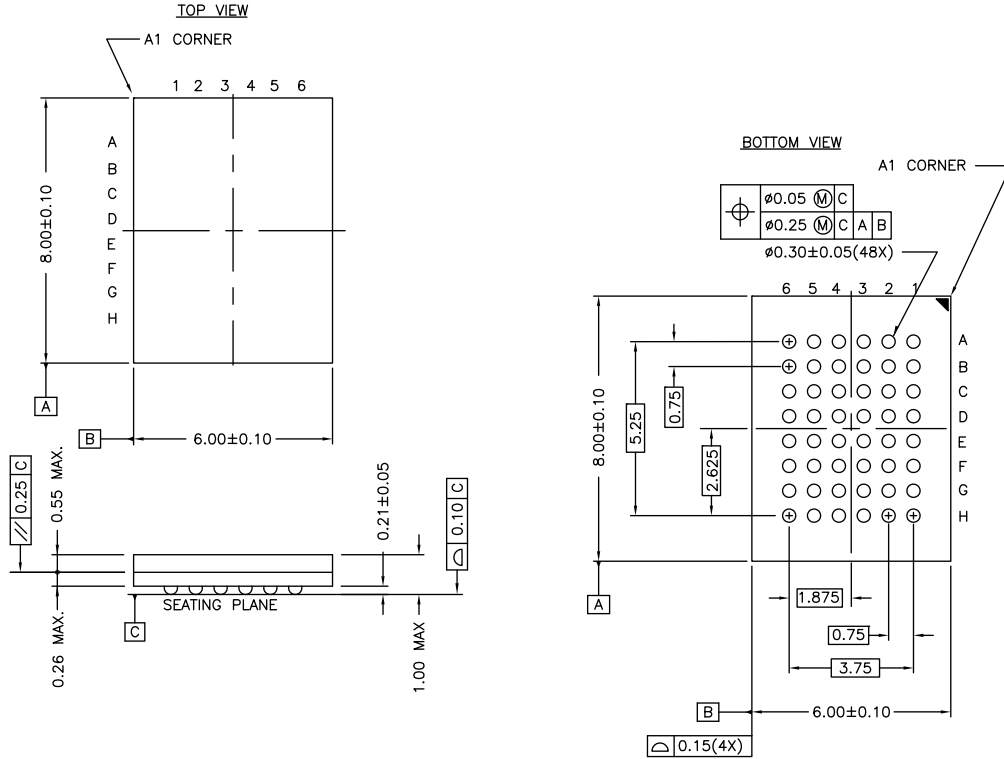 TOP VIEW
A1 CORNER
1 2 3 4 5 6
A
B
C
D
E
F
G
H
8.00±0.10
A
B
6.00±0.10
// 0.25 C
0.55 MAX.
0.21±0.05
⌓ 0.10 C
SEATING PLANE
C
0.26 MAX.
1.00 MAX
BOTTOM VIEW
A1 CORNER
⌖ ø0.05 Ⓜ C
ø0.25 Ⓜ C A B
ø0.30±0.05(48X)
6 5 4 3 2 1
A
B
C
D
E
F
G
H
8.00±0.10
5.25
0.75
2.625
A
1.875
0.75
3.75
B
6.00±0.10
⌓ 0.15(4X)